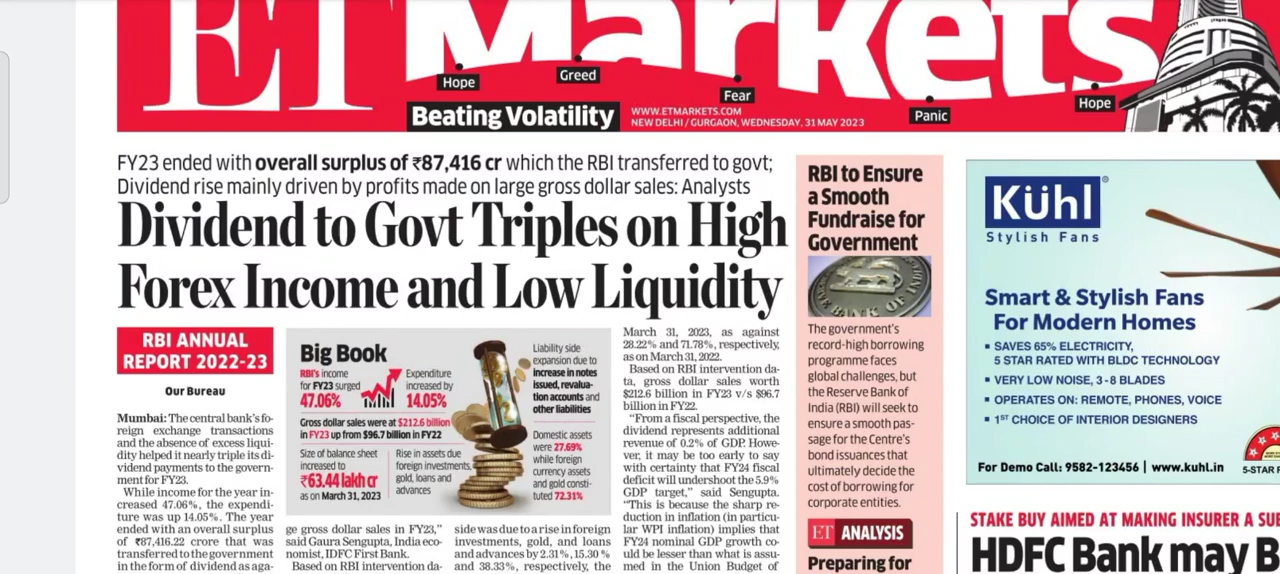 ET Markets
Hope
Greed
Fear
Panic
Hope
Beating Volatility
WWW.ETMARKETS.COM
NEW DELHI / GURGAON, WEDNESDAY, 31 MAY 2023
FY23 ended with overall surplus of ₹87,416 cr which the RBI transferred to govt;
Dividend rise mainly driven by profits made on large gross dollar sales: Analysts
Dividend to Govt Triples on High
Forex Income and Low Liquidity
RBI ANNUAL
REPORT 2022-23
Our Bureau
Mumbai: The central bank's fo-
reign exchange transactions
and the absence of excess liqui-
dity helped it nearly triple its di-
vidend payments to the govern-
ment for FY23.
While income for the year in-
creased 47.06%, the expendi-
ture was up 14.05%. The year
ended with an overall surplus
of ₹87,416.22 crore that was
transferred to the government
in the form of dividend as aga-
Big Book
RBI's income
for FY23 surged
47.06%
Expenditure
increased by
14.05%
Gross dollar sales were at $212.6 billion
in FY23 up from $96.7 billion in FY22
Size of balance sheet
increased to
₹63.44 lakh cr
as on March 31, 2023
Rise in assets due
foreign investments,
gold, loans and
advances
Liability side
expansion due to
increase in notes
issued, revalua-
tion accounts and
other liabilities
Domestic assets
were 27.69%
while foreign
currency assets
and gold consti-
tuted 72.31%
ge gross dollar sales in FY23,"
said Gaura Sengupta, India eco-
nomist, IDFC First Bank.
Based on RBI intervention da-
side was due to a rise in foreign
investments, gold, and loans
and advances by 2.31%, 15.30 %
and 38.33%, respectively, the
March 31, 2023, as against
28.22% and 71.78%, respectively,
as on March 31, 2022.
Based on RBI intervention da-
ta, gross dollar sales worth
$212.6 billion in FY23 v/s $96.7
billion in FY22.
"From a fiscal perspective, the
dividend represents additional
revenue of 0.2% of GDP. Howe-
ver, it may be too early to say
with certainty that FY24 fiscal
deficit will undershoot the 5.9%
GDP target," said Sengupta.
"This is because the sharp re-
duction in inflation (in particu-
lar WPI inflation) implies that
FY24 nominal GDP growth co-
uld be less than what is assu-
med in the Union Budget of
RBI to Ensure
a Smooth
Fundraise for
Government
RESERVE BANK OF INDIA
The government's
record-high borrowing
programme faces
global challenges, but
the Reserve Bank of
India (RBI) will seek to
ensure a smooth pas-
sage for the Centre's
bond issuances that
ultimately decide the
cost of borrowing for
corporate entities.
ET ANALYSIS
Preparing for
Kühl®
Stylish Fans
Smart & Stylish Fans
For Modern Homes
▪ SAVES 65% ELECTRICITY,
5 STAR RATED WITH BLDC TECHNOLOGY
▪ VERY LOW NOISE, 3 - 8 BLADES
▪ OPERATES ON: REMOTE, PHONES, VOICE
▪ 1ST CHOICE OF INTERIOR DESIGNERS
For Demo Call: 9582-123456 | www.kuhl.in
5-STAR
STAKE BUY AIMED AT MAKING INSURER A
HDFC Bank may